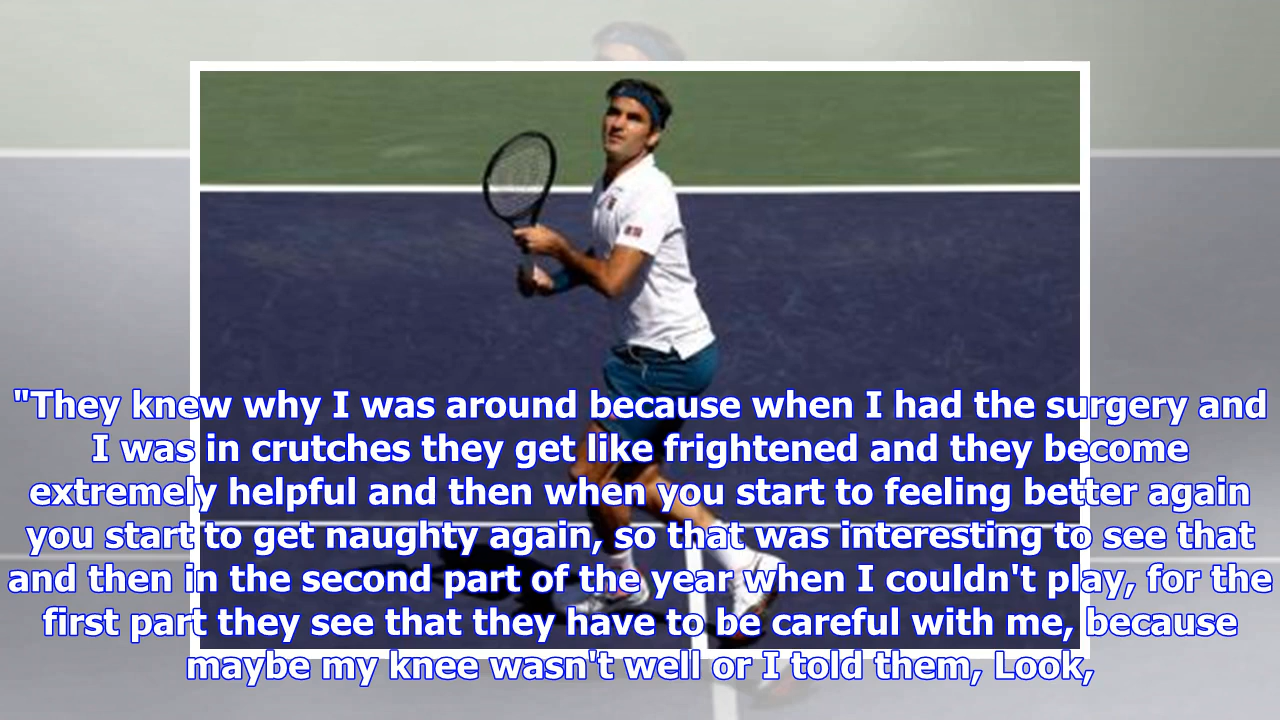 "They knew why I was around because when I had the surgery and
I was in crutches they get like frightened and they become
extremely helpful and then when you start to feeling better again
you start to get naughty again, so that was interesting to see that
and then in the second part of the year when I couldn't play, for the
first part they see that they have to be careful with me, because
maybe my knee wasn't well or I told them, Look,